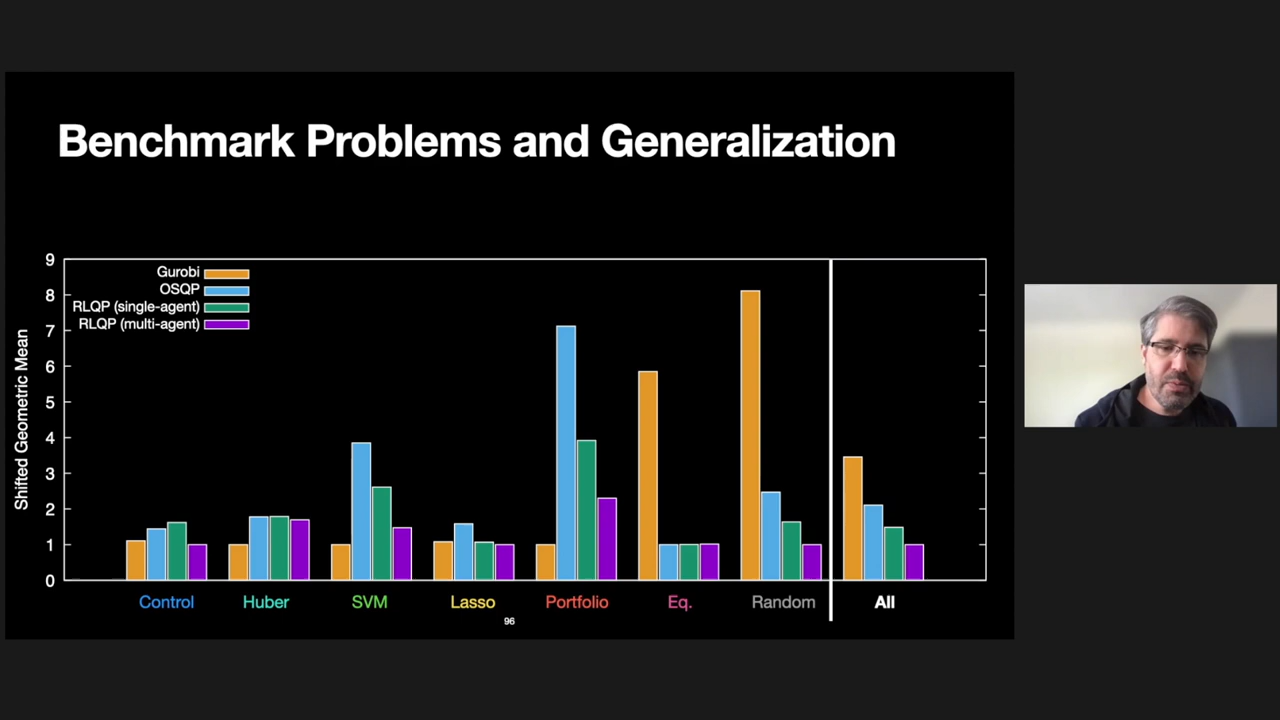 Benchmark Problems and Generalization
Shifted Geometric Mean
9
8
7
6
5
4
3
2
1
0
Gurobi
OSQP
RLQP (single-agent)
RLQP (multi-agent)
Control Huber SVM Lasso Portfolio Eq. Random All
96